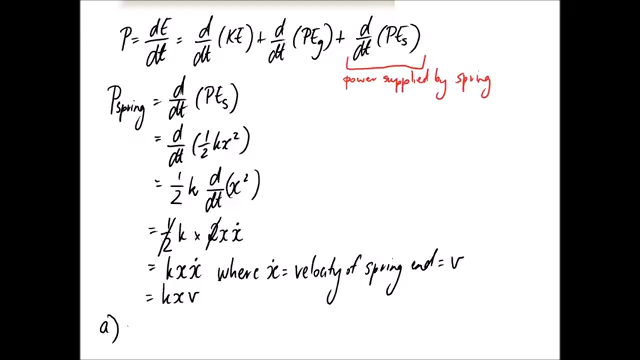 P = dE/dt = d/dt (KE) + d/dt (PEg) + d/dt (PEs)
power supplied by spring
Pspring = d/dt (PEs)
= d/dt (1/2 kx²)
= 1/2 k d/dt (x²)
= 1/2 k × 2xẋ
= kxẋ where ẋ = velocity of spring end = v
= kxv
a)